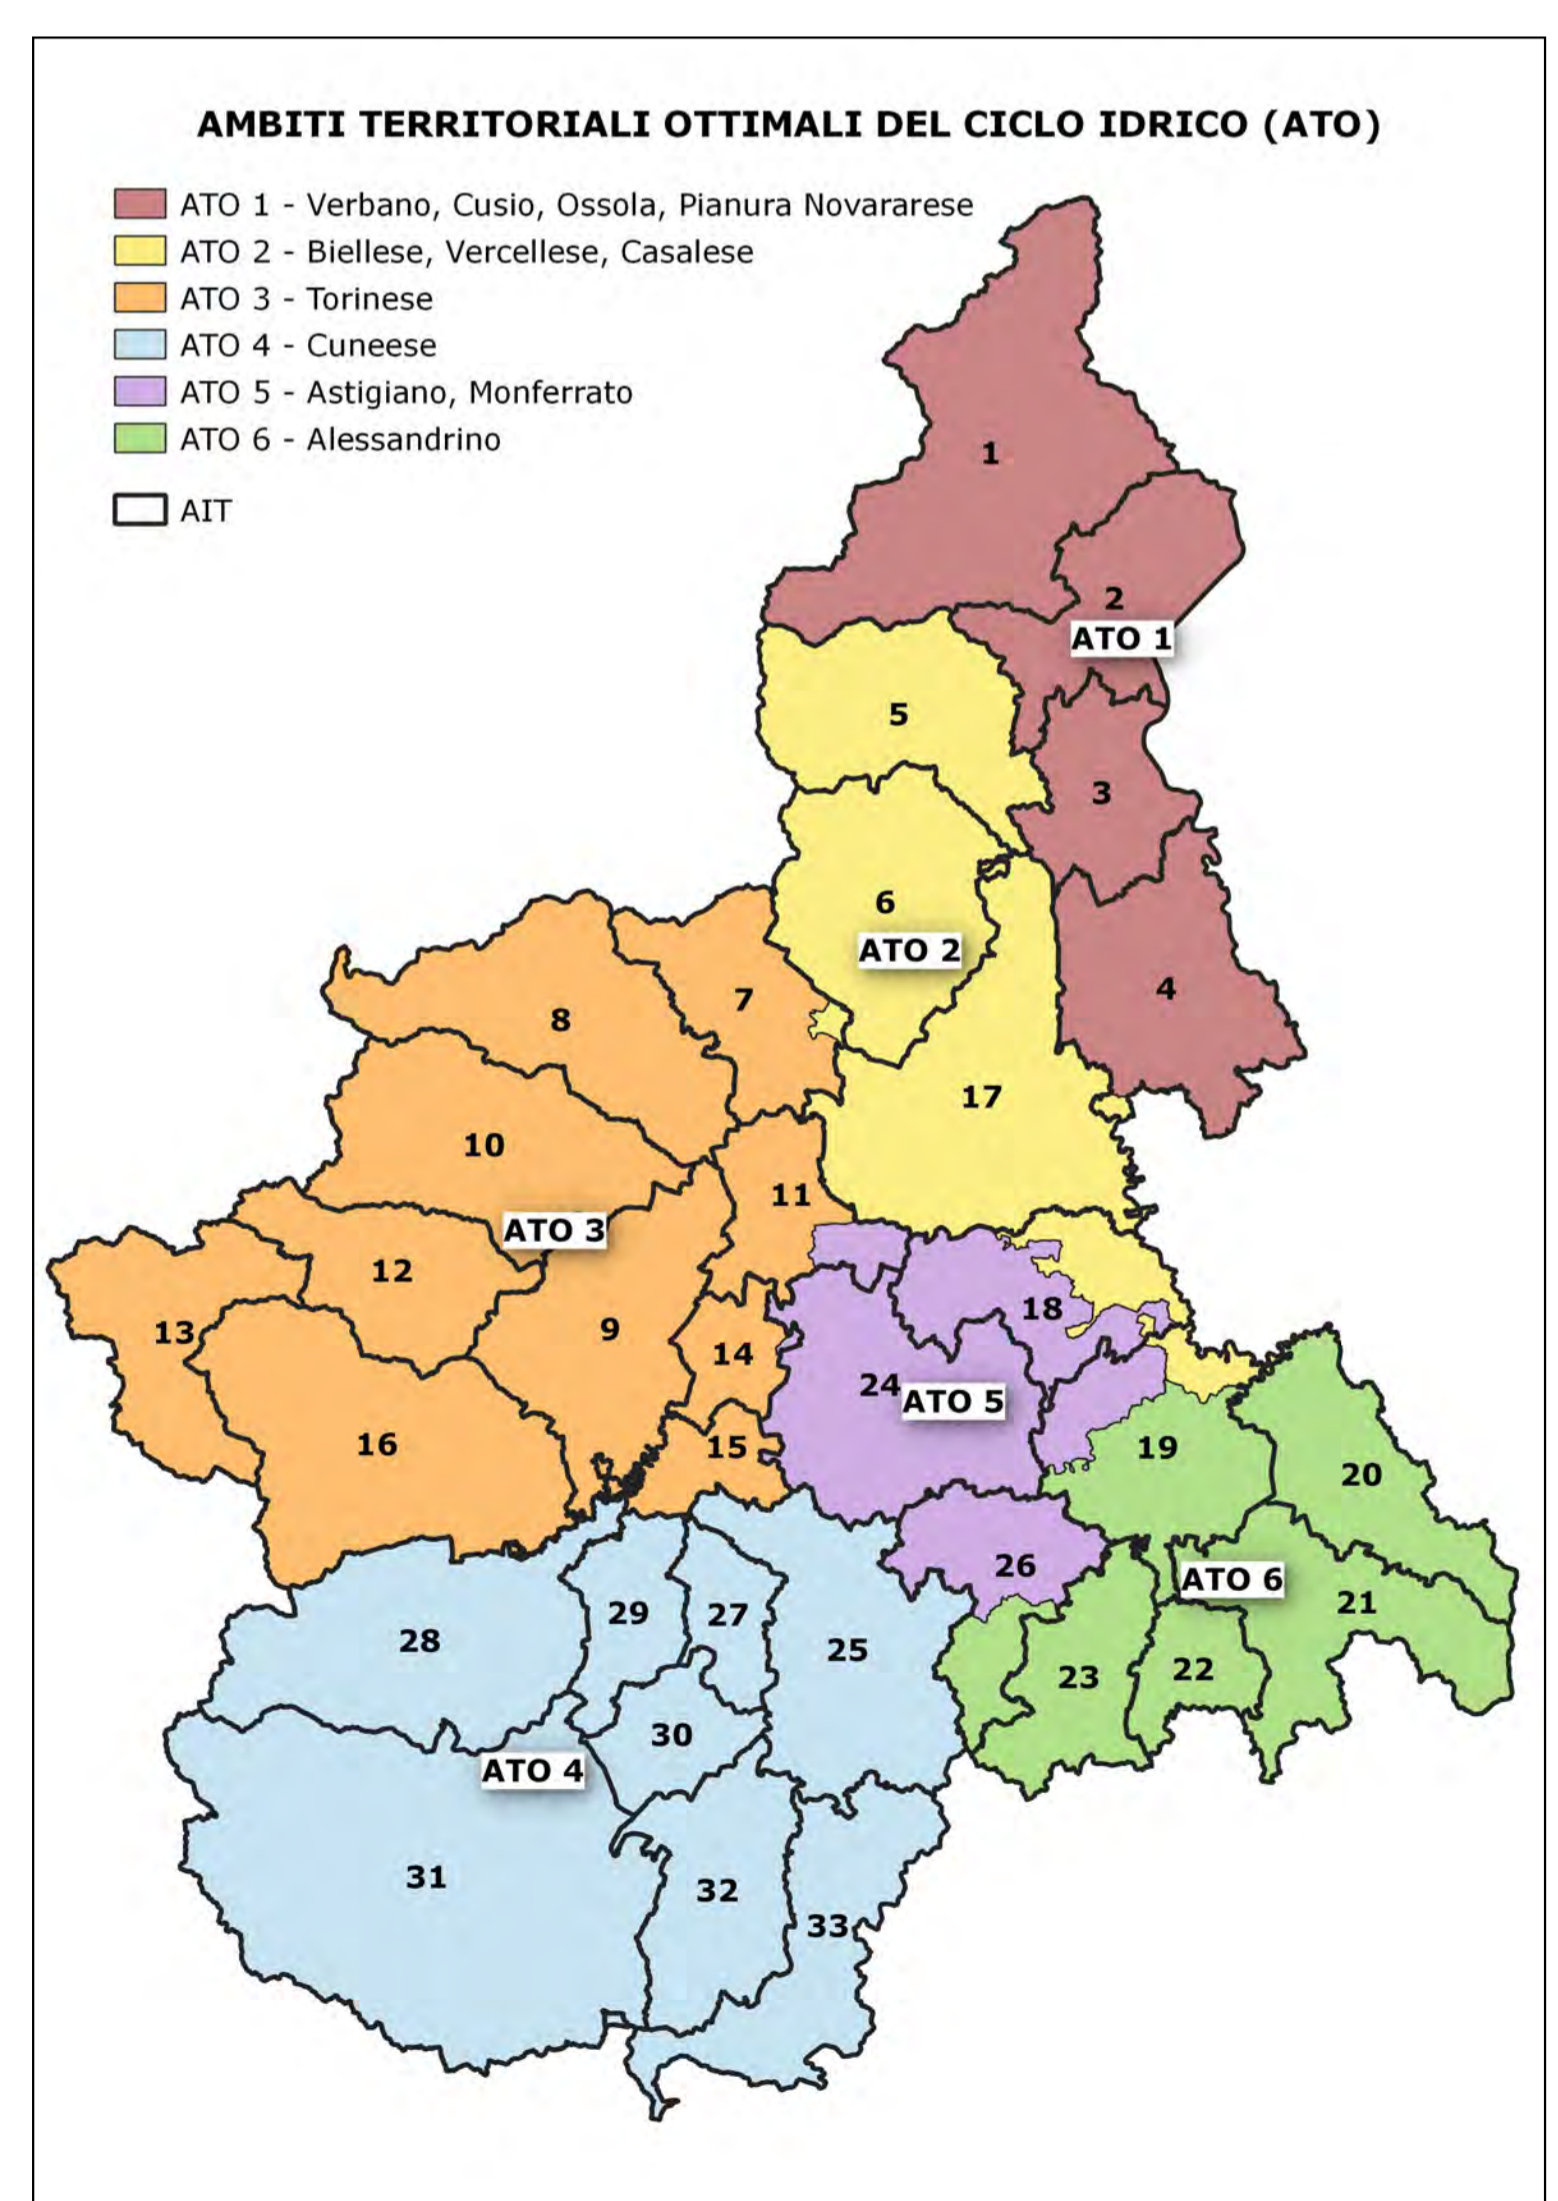 AMBITI TERRITORIALI OTTIMALI DEL CICLO IDRICO (ATO)
ATO 1 - Verbano, Cusio, Ossola, Pianura Novararese
ATO 2 - Biellese, Vercellese, Casalese
ATO 3 - Torinese
ATO 4 - Cuneese
ATO 5 - Astigiano, Monferrato
ATO 6 - Alessandrino
AIT
1
2
ATO 1
5
3
6
ATO 2
4
7
8
17
10
11
ATO 3
12
18
9
13
14
24
ATO 5
16
15
19
20
26
ATO 6
21
29
27
28
25
22
23
30
ATO 4
31
32
33